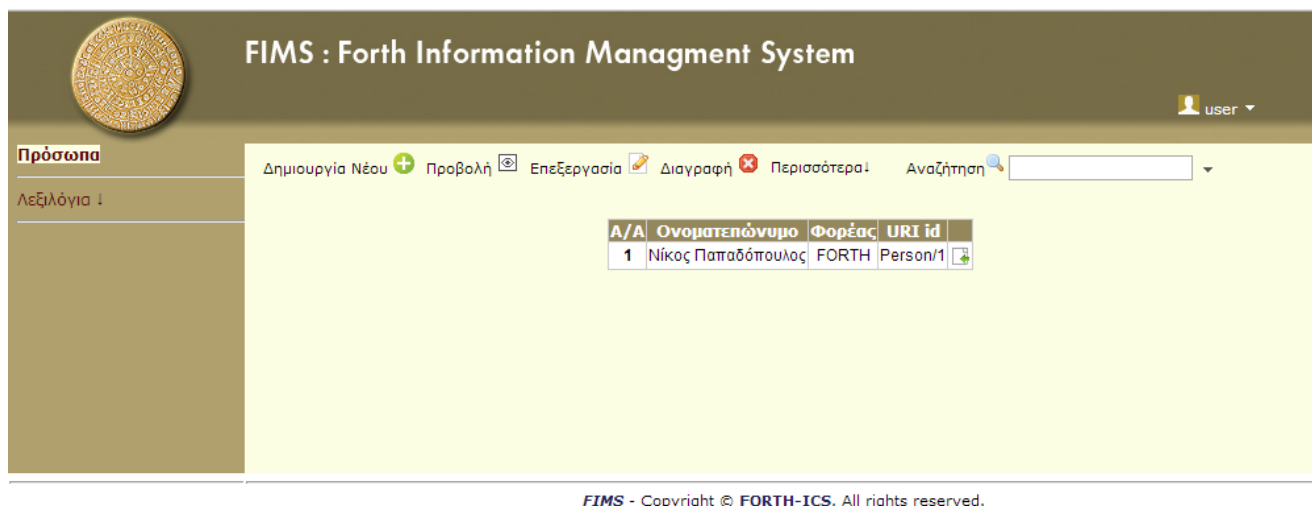 FIMS : Forth Information Managment System
user
Πρόσωπα
Λεξιλόγια ↓
Δημιουργία Νέου Προβολή Επεξεργασία Διαγραφή Περισσότερα↓ Αναζήτηση
Α/Α Ονοματεπώνυμο Φορέας URI id
1 Νίκος Παπαδόπουλος FORTH Person/1
FIMS - Copyright © FORTH-ICS. All rights reserved.